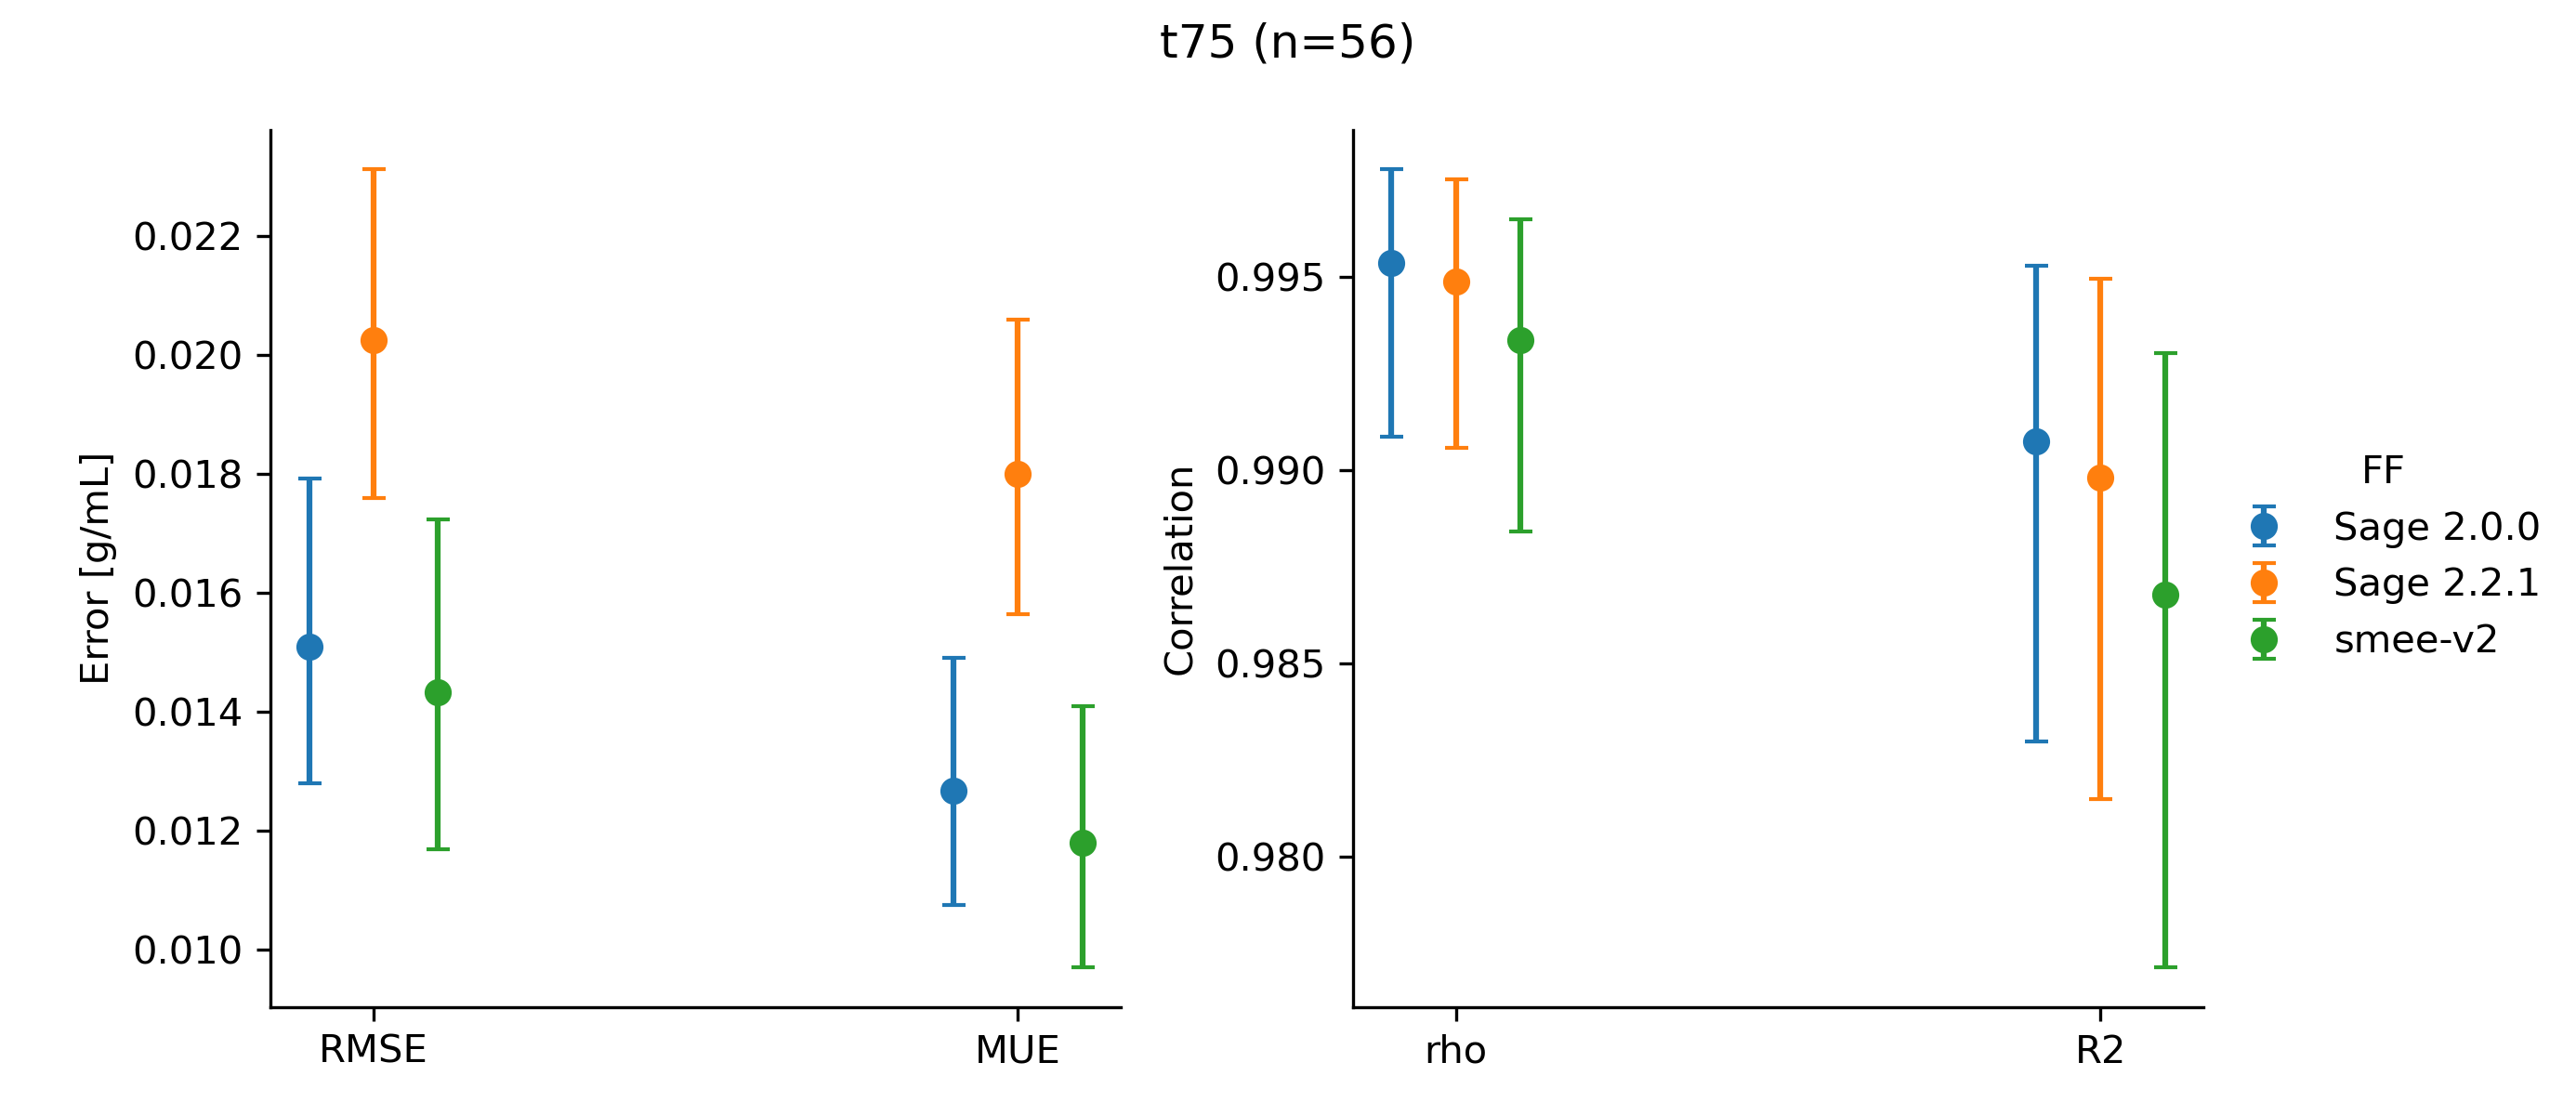 t75 (n=56)
Error [g/mL]
0.022
0.020
0.018
0.016
0.014
0.012
0.010
RMSE
MUE
Correlation
0.995
0.990
0.985
0.980
rho
R2
FF
Sage 2.0.0
Sage 2.2.1
smee-v2